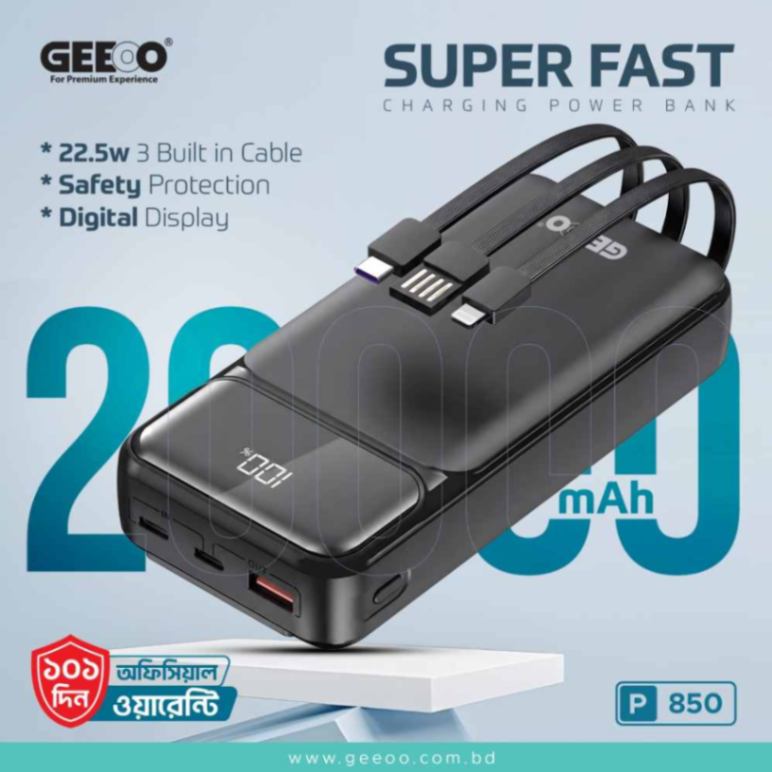 GEEOO®
For Premium Experience
SUPER FAST
CHARGING POWER BANK
* 22.5w 3 Built in Cable
* Safety Protection
* Digital Display
GEEOO
20000
mAh
100%
১০১
দিন
অফিসিয়াল
ওয়ারেন্টি
P 850
www.geeoo.com.bd